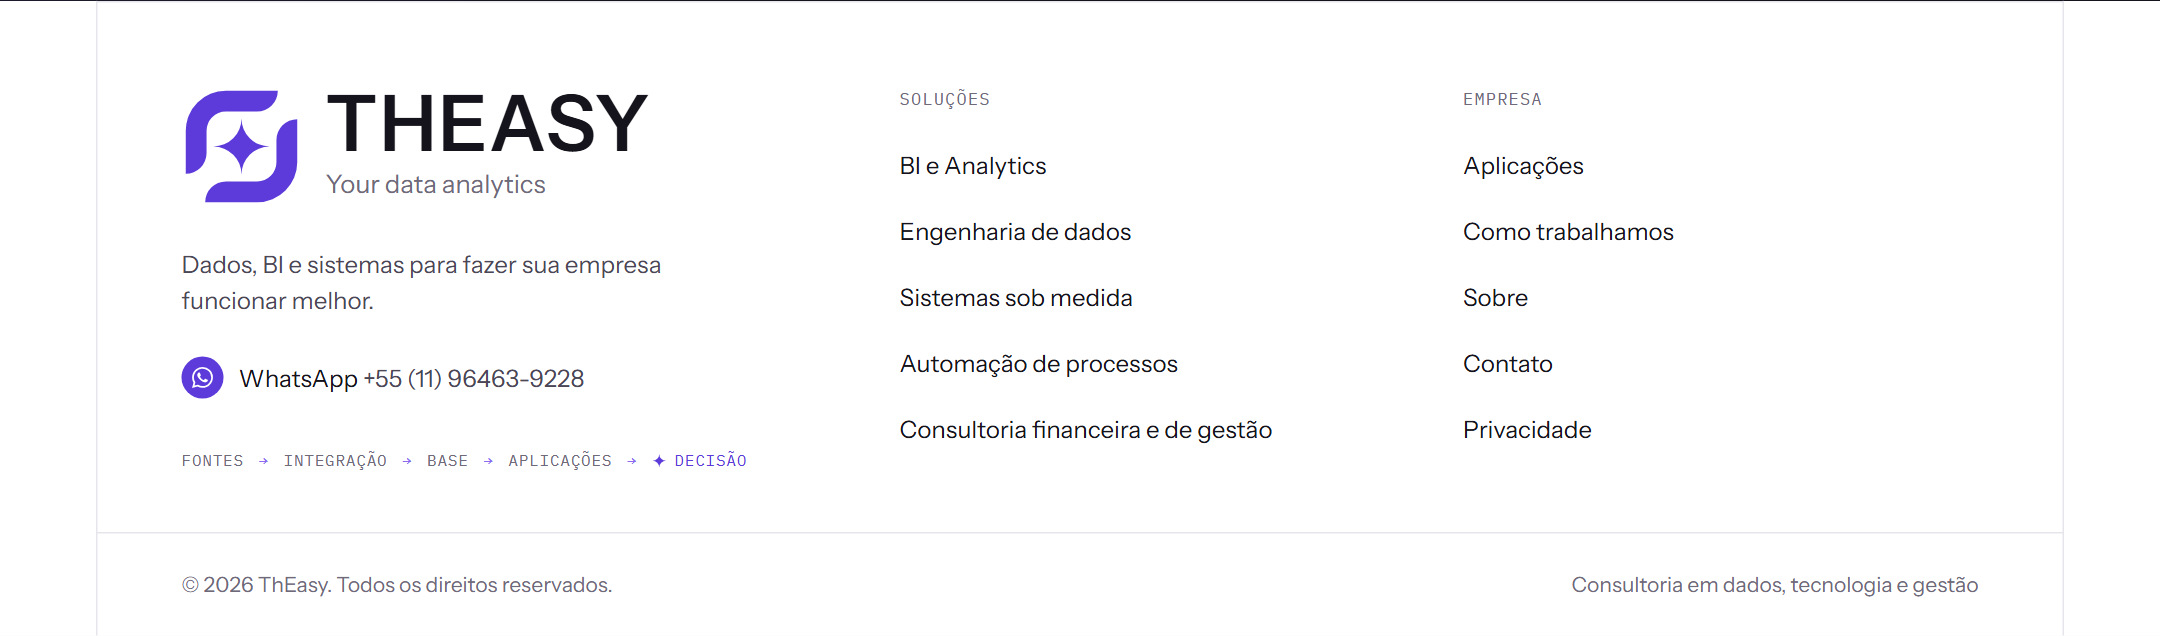 THEASY
Your data analytics
Dados, BI e sistemas para fazer sua empresa
funcionar melhor.
WhatsApp +55 (11) 96463-9228
FONTES → INTEGRAÇÃO → BASE → APLICAÇÕES → ✦ DECISÃO
SOLUÇÕES
BI e Analytics
Engenharia de dados
Sistemas sob medida
Automação de processos
Consultoria financeira e de gestão
EMPRESA
Aplicações
Como trabalhamos
Sobre
Contato
Privacidade
© 2026 ThEasy. Todos os direitos reservados.
Consultoria em dados, tecnologia e gestão